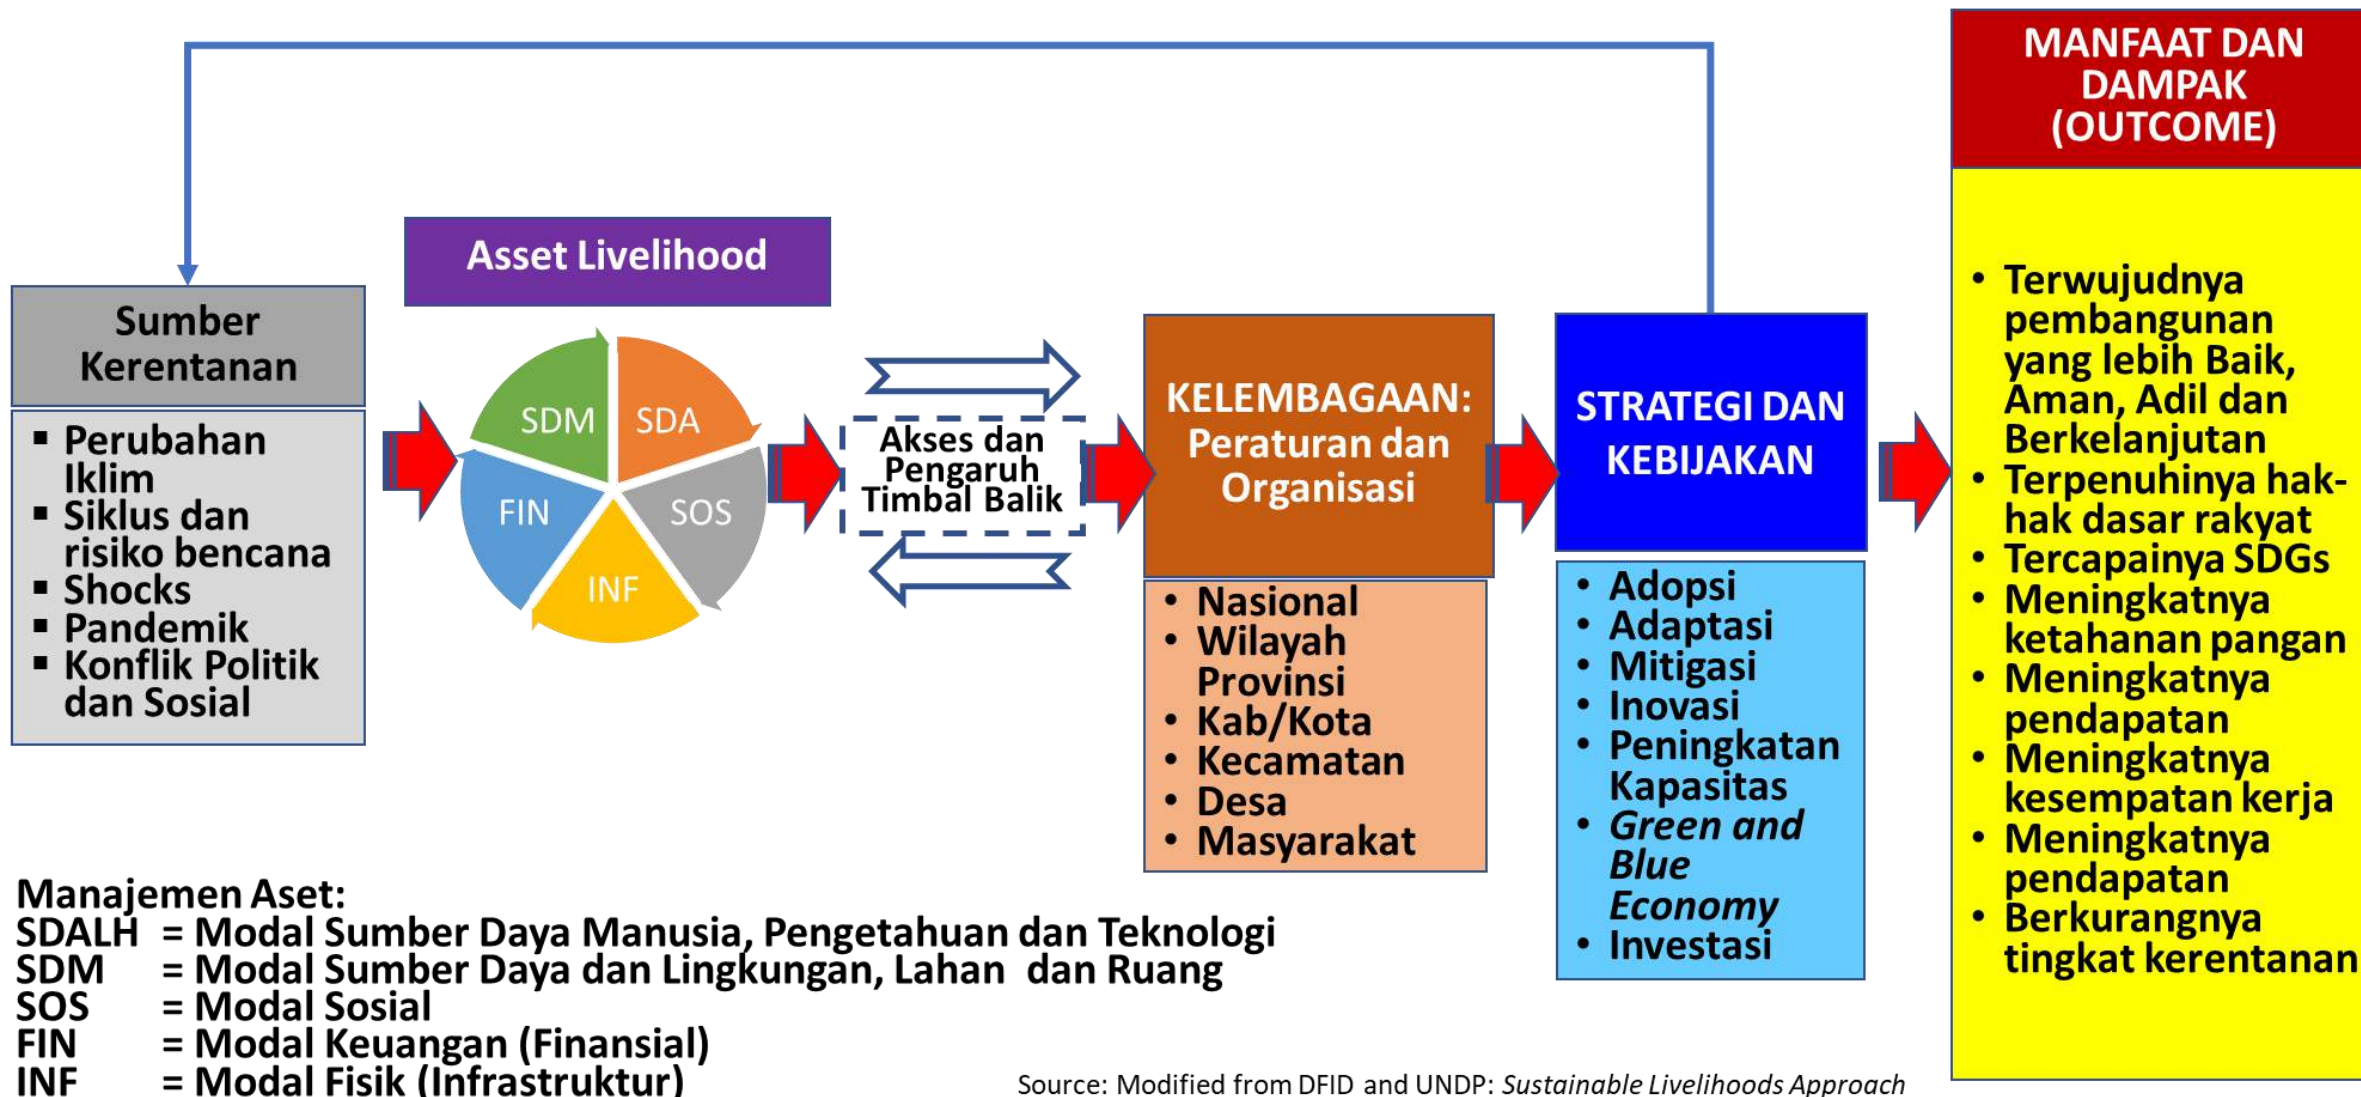 MANFAAT DAN
DAMPAK
(OUTCOME)
Asset Livelihood
Sumber
Kerentanan
▪ Perubahan
Iklim
▪ Siklus dan
risiko bencana
▪ Shocks
▪ Pandemik
▪ Konflik Politik
dan Sosial
SDM
SDA
FIN
SOS
INF
Akses dan
Pengaruh
Timbal Balik
KELEMBAGAAN:
Peraturan dan
Organisasi
• Nasional
• Wilayah
Provinsi
• Kab/Kota
• Kecamatan
• Desa
• Masyarakat
STRATEGI DAN
KEBIJAKAN
• Adopsi
• Adaptasi
• Mitigasi
• Inovasi
• Peningkatan
Kapasitas
• Green and
Blue
Economy
• Investasi
• Terwujudnya
pembangunan
yang lebih Baik,
Aman, Adil dan
Berkelanjutan
• Terpenuhinya hak-
hak dasar rakyat
• Tercapainya SDGs
• Meningkatnya
ketahanan pangan
• Meningkatnya
pendapatan
• Meningkatnya
kesempatan kerja
• Meningkatnya
pendapatan
• Berkurangnya
tingkat kerentanan
Manajemen Aset:
SDALH = Modal Sumber Daya Manusia, Pengetahuan dan Teknologi
SDM = Modal Sumber Daya dan Lingkungan, Lahan dan Ruang
SOS = Modal Sosial
FIN = Modal Keuangan (Finansial)
INF = Modal Fisik (Infrastruktur)
Source: Modified from DFID and UNDP: Sustainable Livelihoods Approach